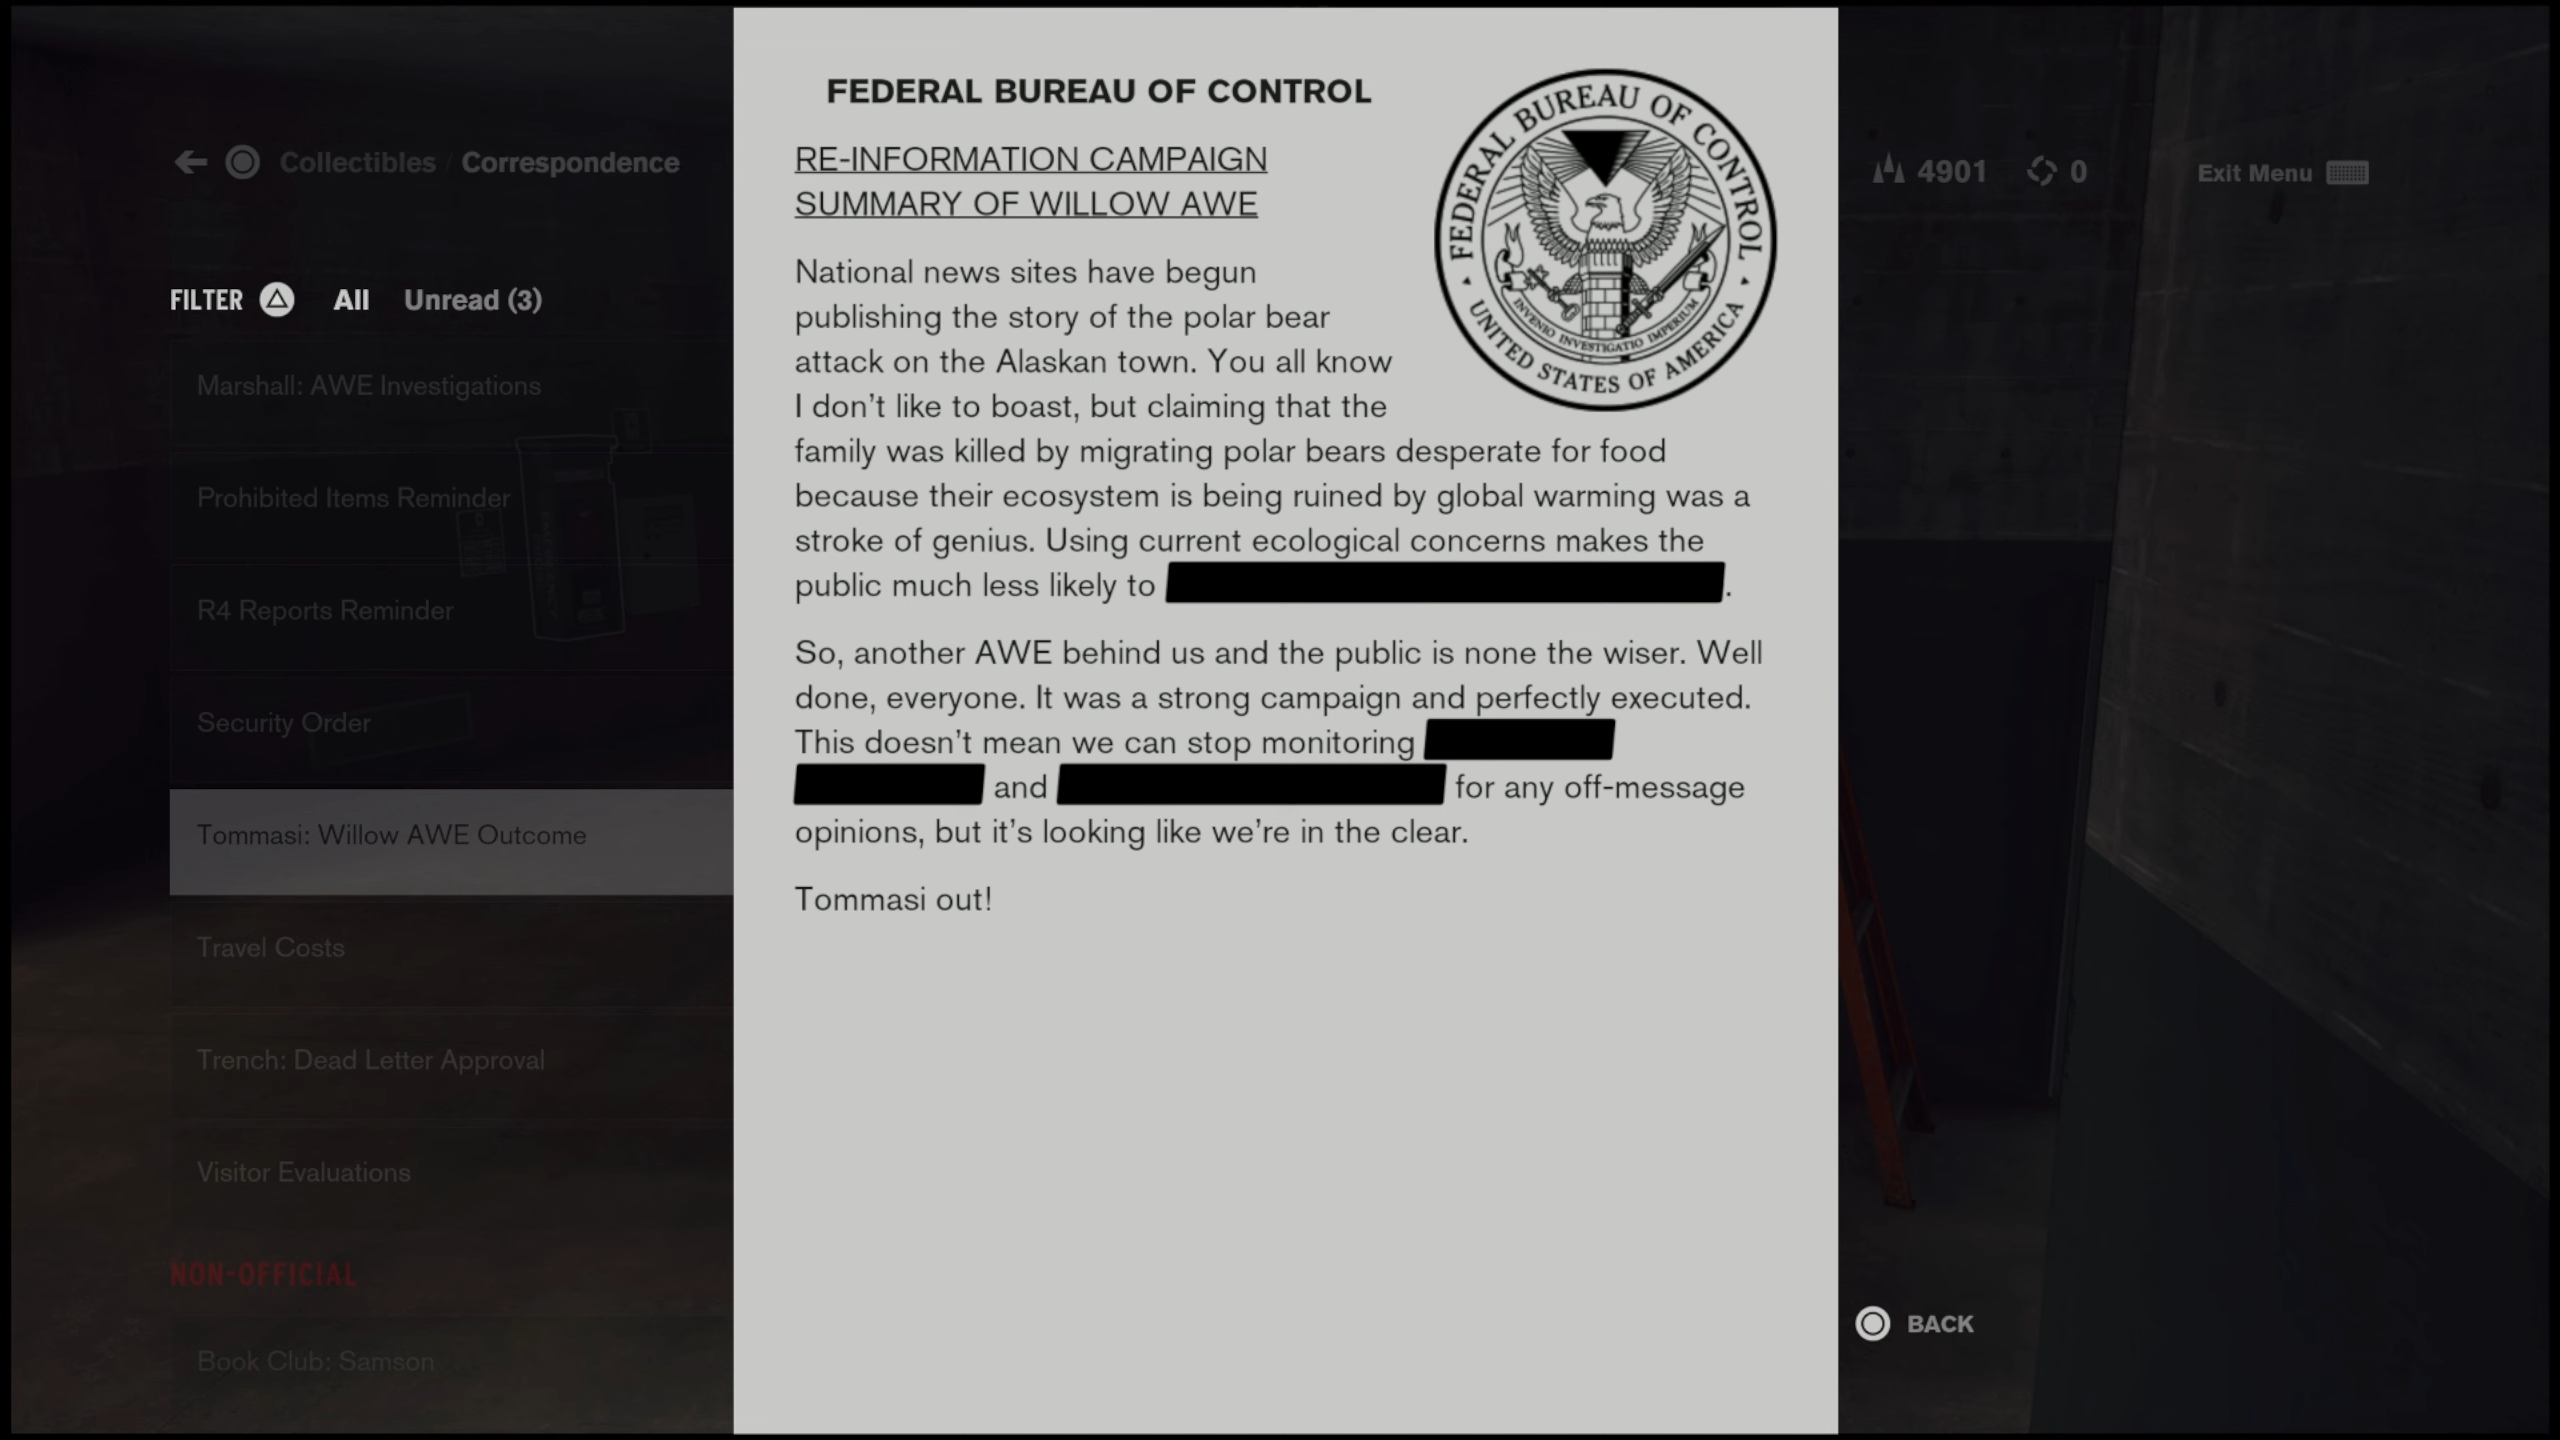 Collectibles / Correspondence
FILTER All Unread (3)
Marshall: AWE Investigations
Prohibited Items Reminder
R4 Reports Reminder
Security Order
Tommasi: Willow AWE Outcome
Travel Costs
Trench: Dead Letter Approval
Visitor Evaluations
NON-OFFICIAL
Book Club: Samson
FEDERAL BUREAU OF CONTROL
RE-INFORMATION CAMPAIGN
SUMMARY OF WILLOW AWE
National news sites have begun
publishing the story of the polar bear
attack on the Alaskan town. You all know
I don't like to boast, but claiming that the
family was killed by migrating polar bears desperate for food
because their ecosystem is being ruined by global warming was a
stroke of genius. Using current ecological concerns makes the
public much less likely to .
So, another AWE behind us and the public is none the wiser. Well
done, everyone. It was a strong campaign and perfectly executed.
This doesn't mean we can stop monitoring
and for any off-message
opinions, but it's looking like we're in the clear.
Tommasi out!
FEDERAL BUREAU OF CONTROL
UNITED STATES OF AMERICA
INVENIO INVESTIGATIO IMPERIUM
4901 0 Exit Menu
BACK